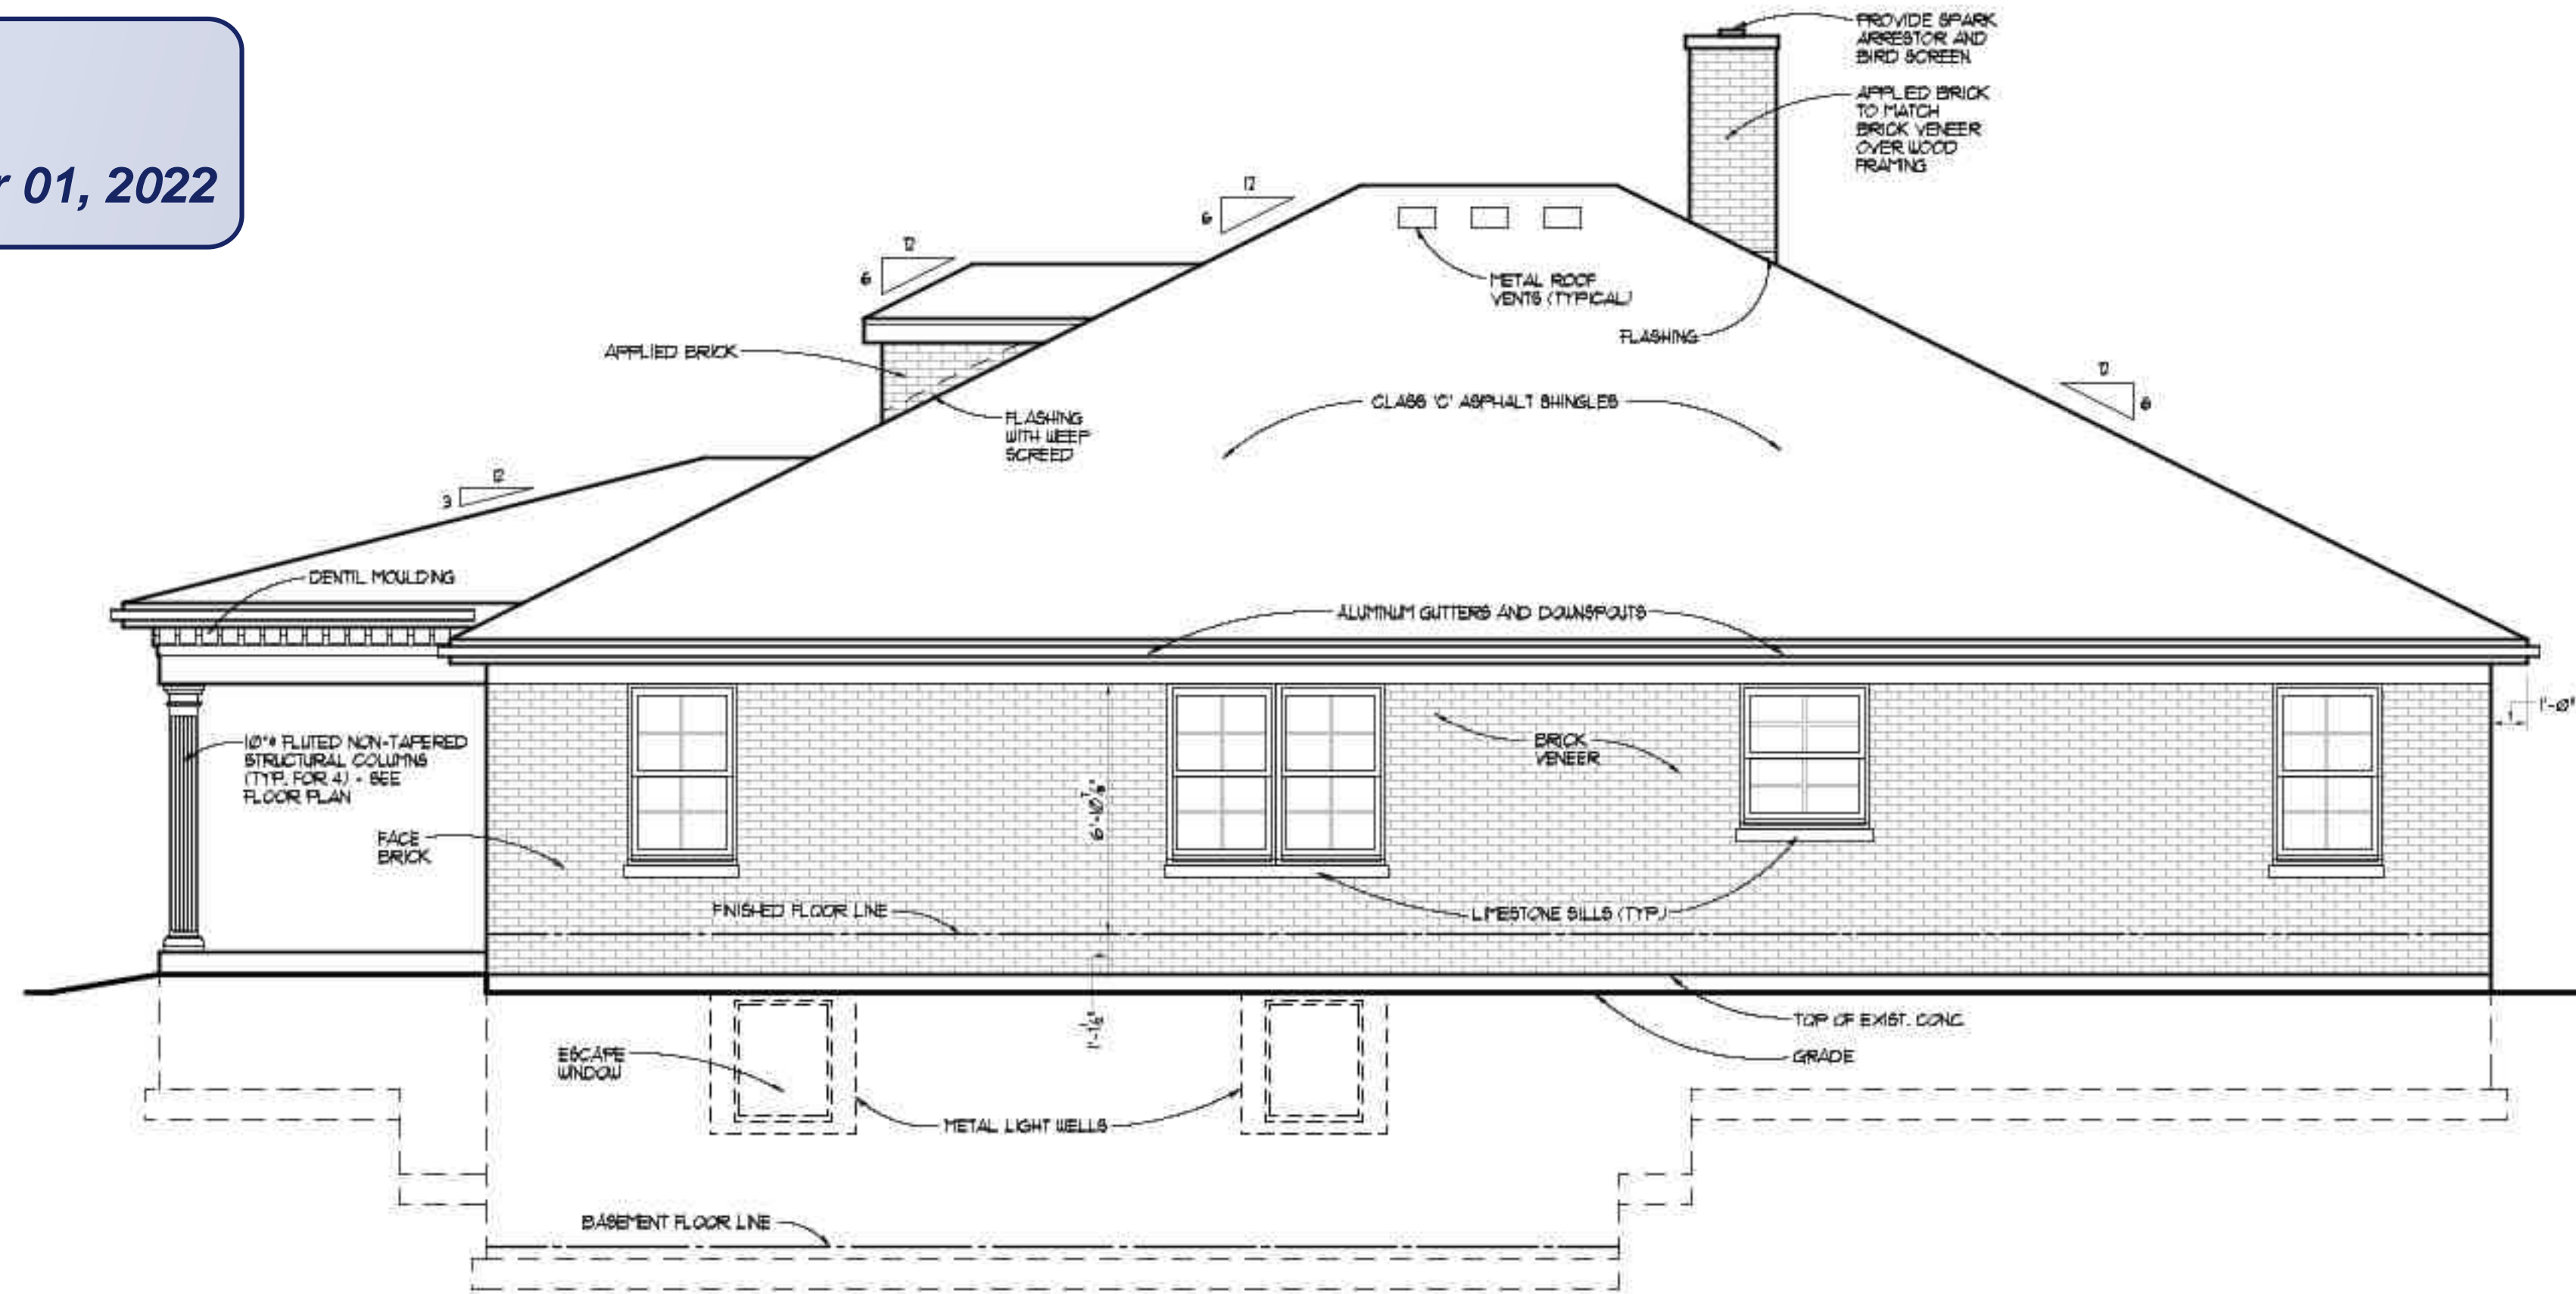 r 01, 2022
PROVIDE SPARK
ARRESTOR AND
BIRD SCREEN
APPLIED BRICK
TO MATCH
BRICK VENEER
OVER WOOD
FRAMING
12
6
12
6
METAL ROOF
VENTS (TYPICAL)
FLASHING
APPLIED BRICK
12
6
CLASS 'C' ASPHALT SHINGLES
FLASHING
WITH WEEP
SCREED
12
3
DENTIL MOULDING
ALUMINUM GUTTERS AND DOWNSPOUTS
1'-0"
10"ø FLUTED NON-TAPERED
STRUCTURAL COLUMNS
(TYP. FOR 4) - SEE
FLOOR PLAN
BRICK
VENEER
6'-10⅞"
FACE
BRICK
FINISHED FLOOR LINE
LIMESTONE SILLS (TYP.)
TOP OF EXIST. CONC.
GRADE
ESCAPE
WINDOW
METAL LIGHT WELLS
BASEMENT FLOOR LINE